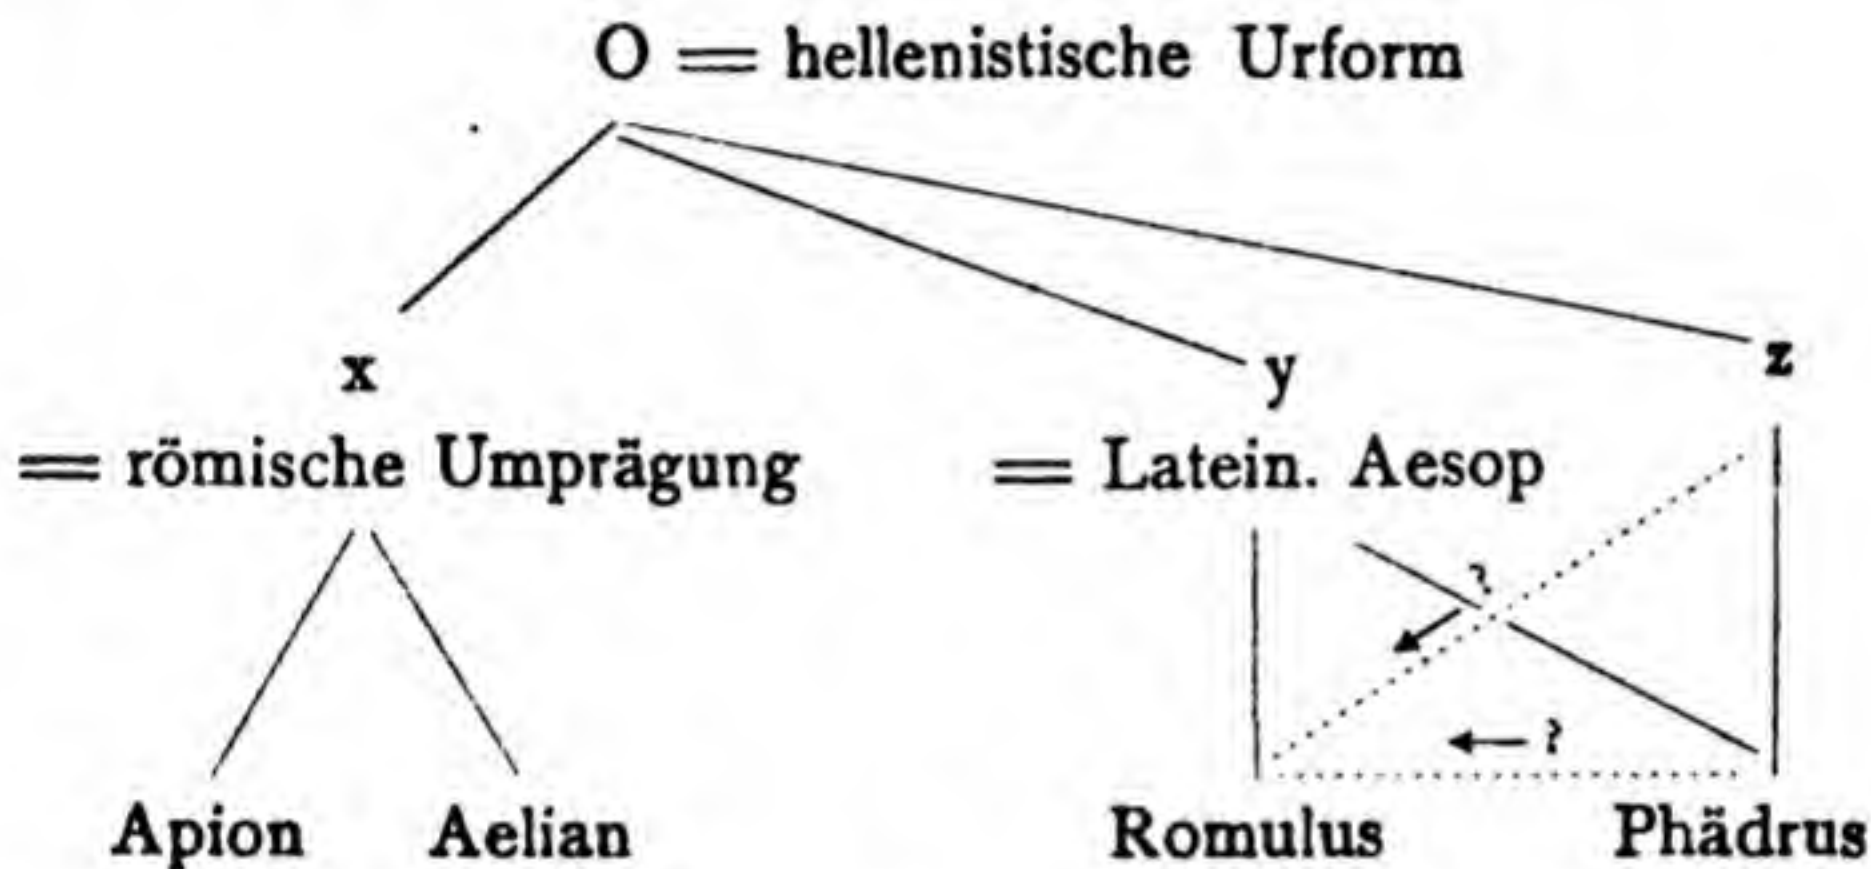 O = hellenistische Urform
x y z
= römische Umprägung = Latein. Aesop
?
?
Apion Aelian Romulus Phädrus